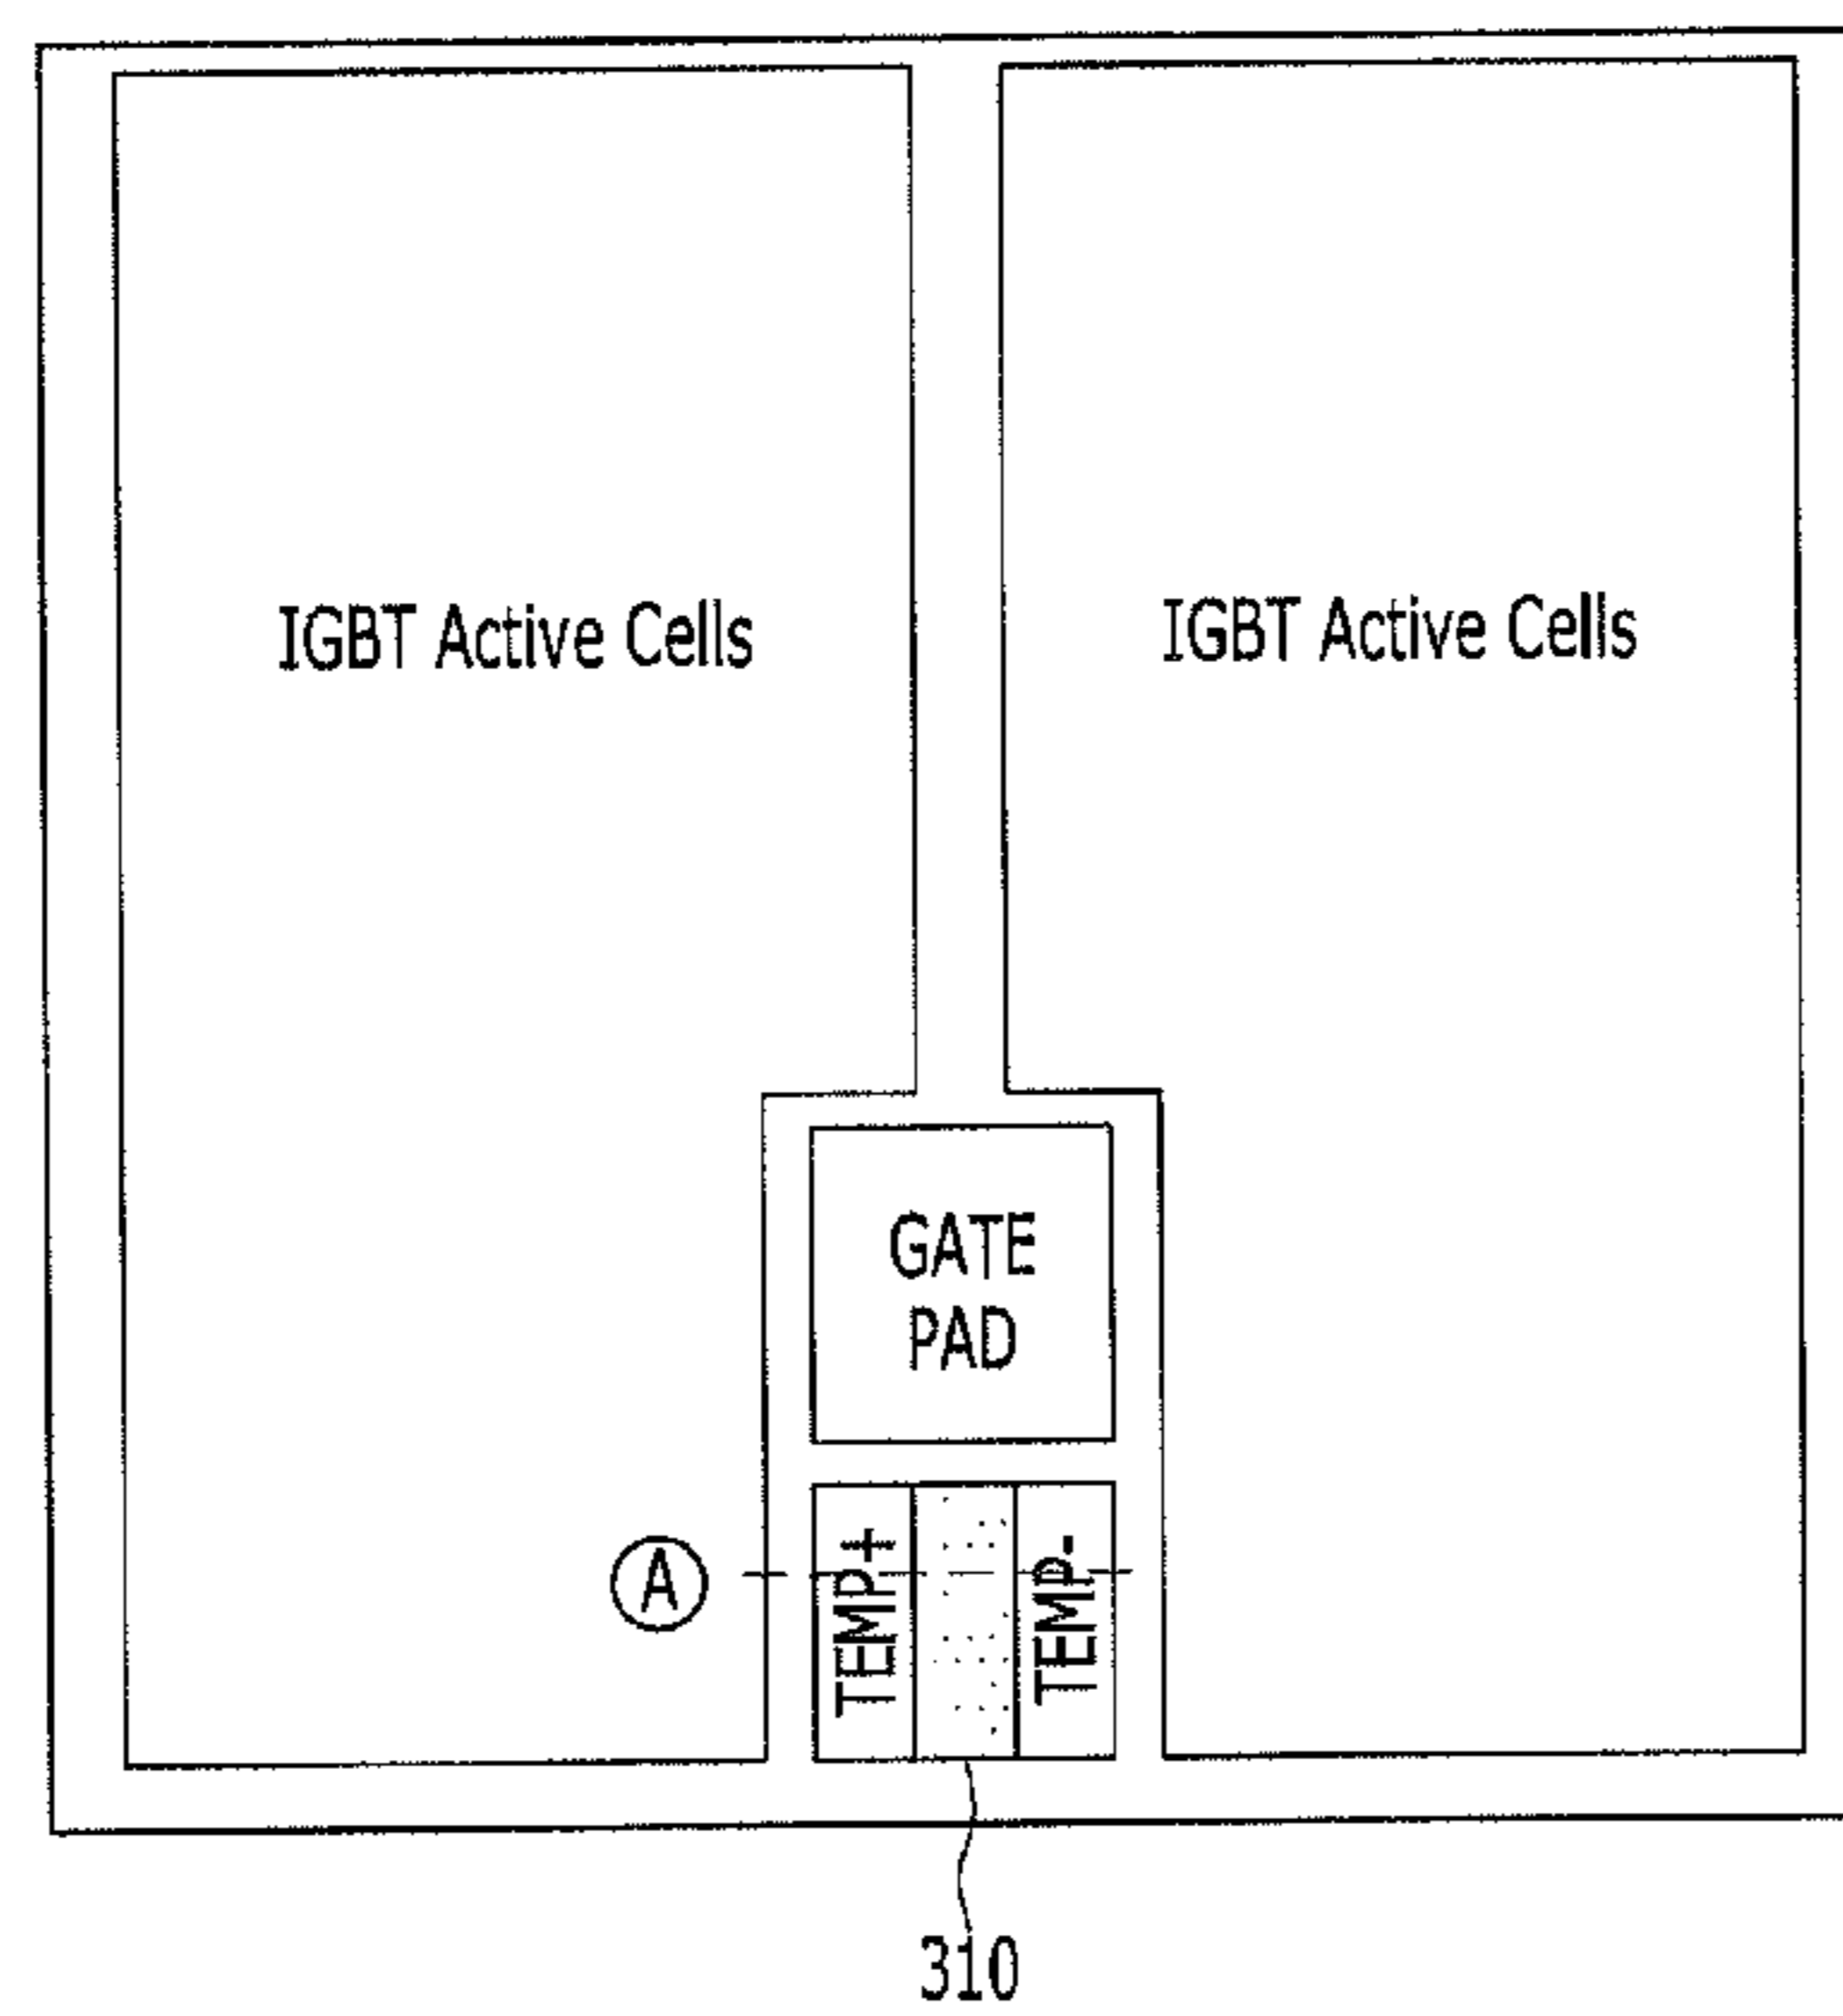 IGBT Active Cells
IGBT Active Cells
GATE
PAD
A
TEMP+
TEMP-
310